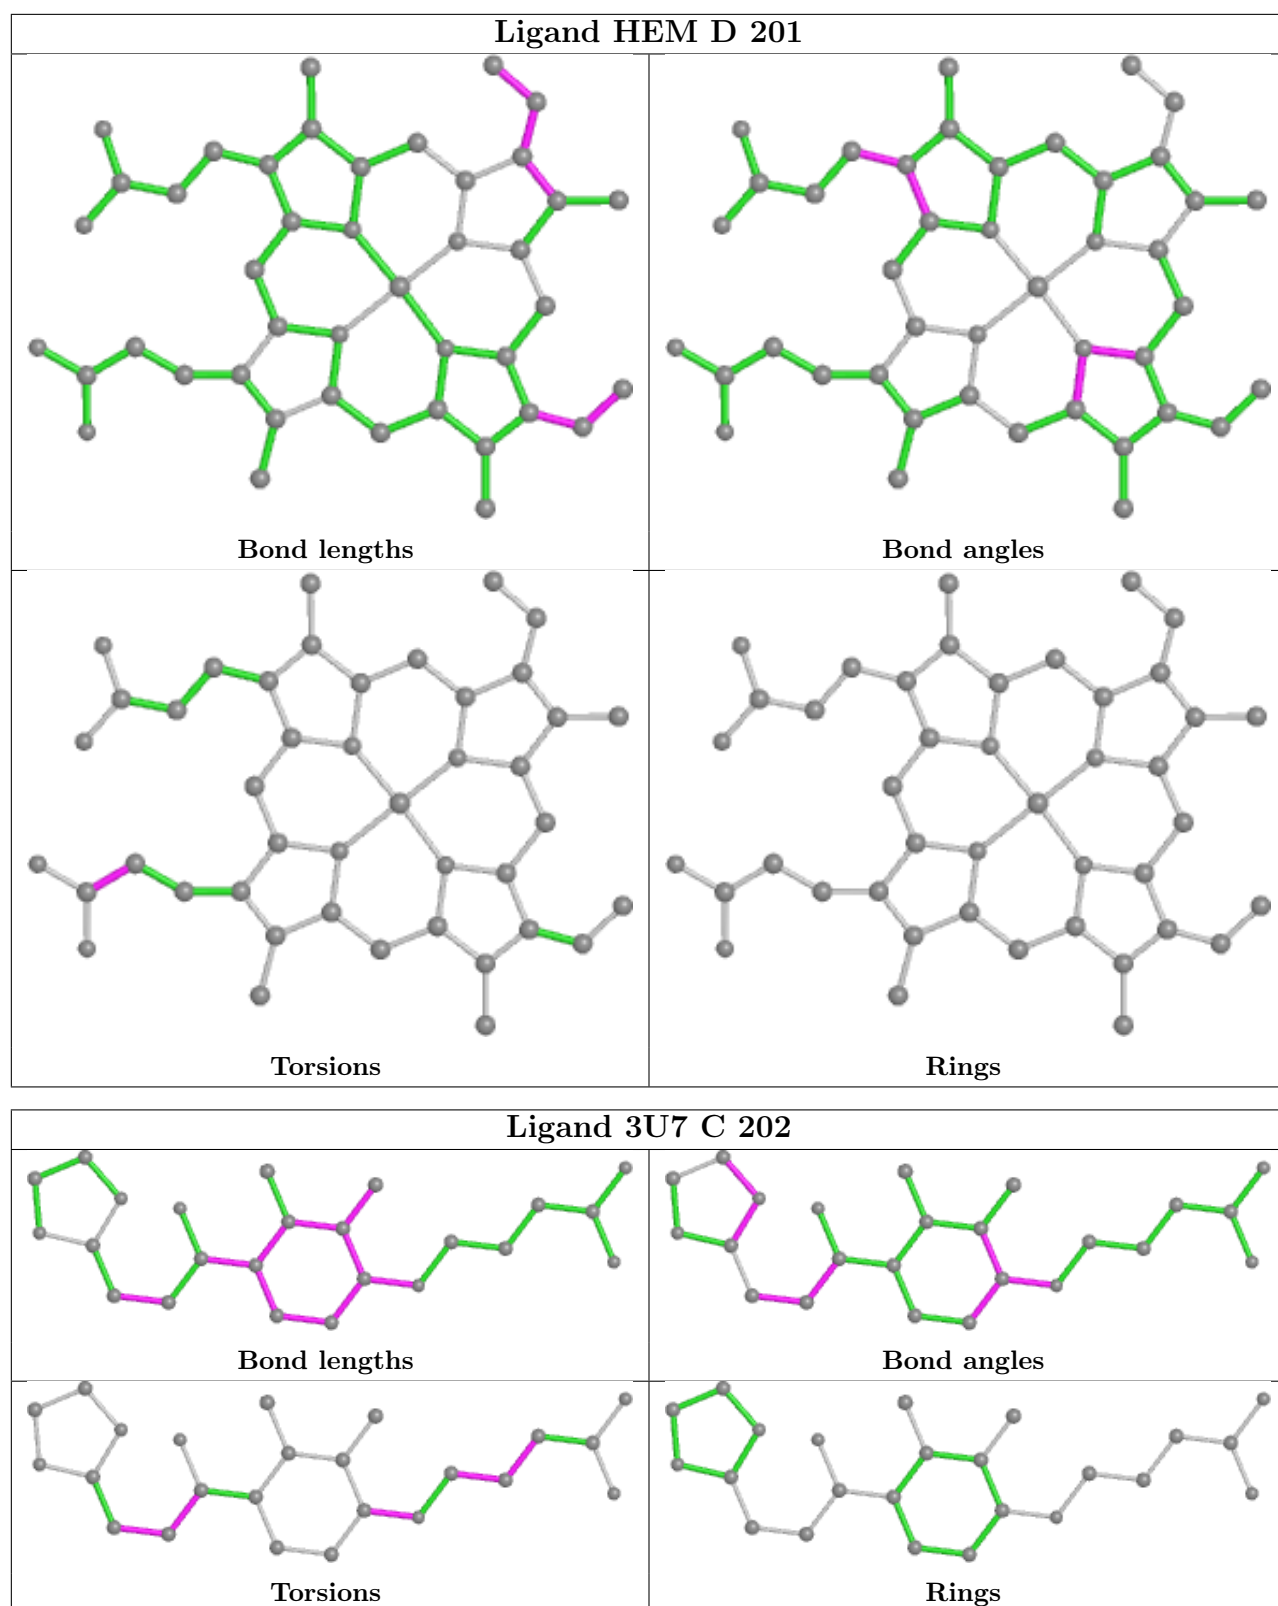 Ligand HEM D 201
Bond lengths
Bond angles
Torsions
Rings
Ligand 3U7 C 202
Bond lengths
Bond angles
Torsions
Rings